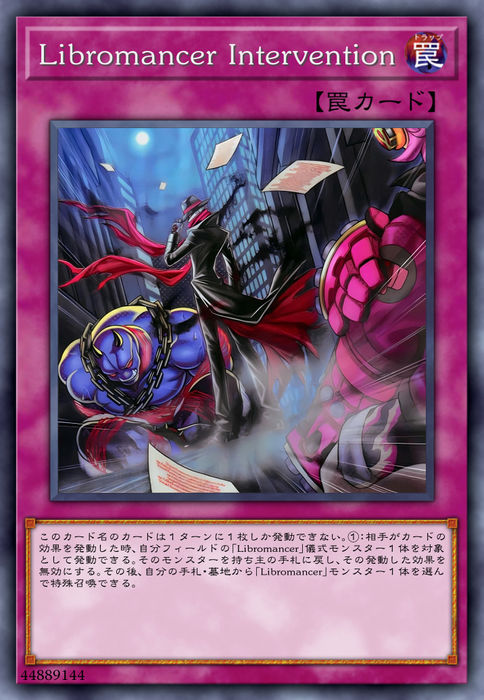 Libromancer Intervention
トラップ
罠
【罠カード】
このカード名のカードは１ターンに１枚しか発動できない。①:相手がカードの
効果を発動した時、自分フィールドの「Libromancer」儀式モンスター１体を対象
として発動できる。そのモンスターを持ち主の手札に戻し、その発動した効果を
無効にする。その後、自分の手札・墓地から「Libromancer」モンスター１体を選ん
で特殊召喚できる。
44889144